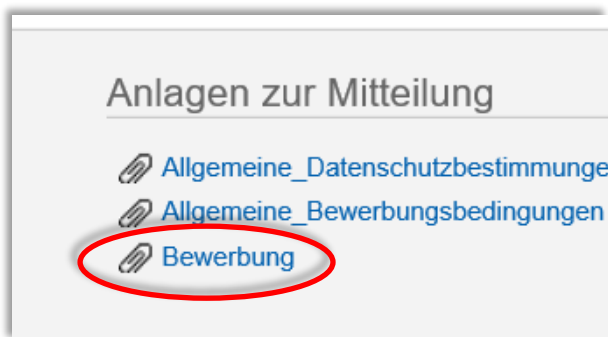 Anlagen zur Mitteilung
Allgemeine_Datenschutzbestimmunge
Allgemeine_Bewerbungsbedingungen
Bewerbung